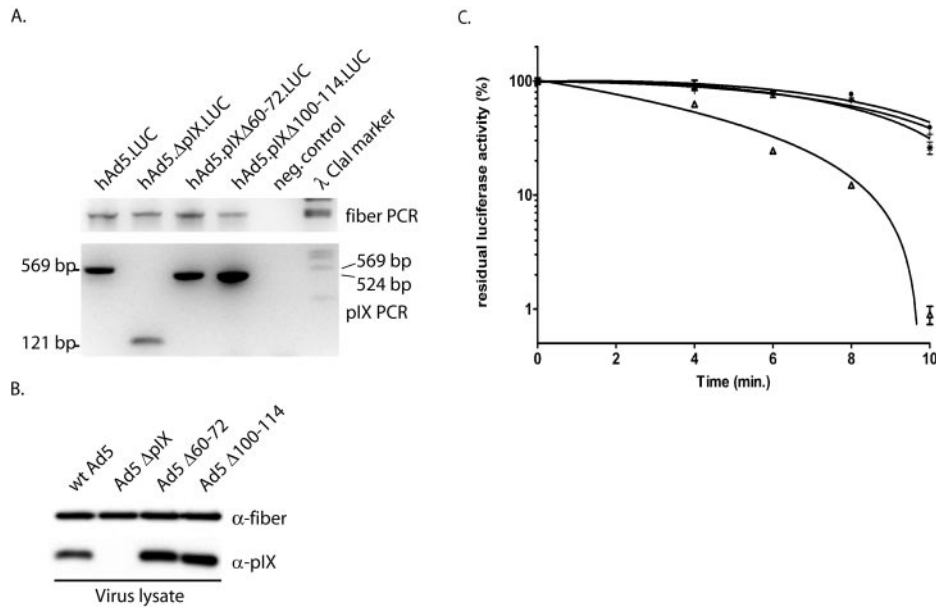 A.
hAd5.LUC
hAd5.ΔpIX.LUC
hAd5.pIXΔ60-72.LUC
hAd5.pIXΔ100-114.LUC
neg. control
λ ClaI marker
fiber PCR
569 bp
121 bp
569 bp
524 bp
pIX PCR
B.
wt Ad5
Ad5 ΔpIX
Ad5 Δ60-72
Ad5 Δ100-114
α-fiber
α-pIX
Virus lysate
C.
residual luciferase activity (%)
100
10
1
0 2 4 6 8 10
Time (min.)